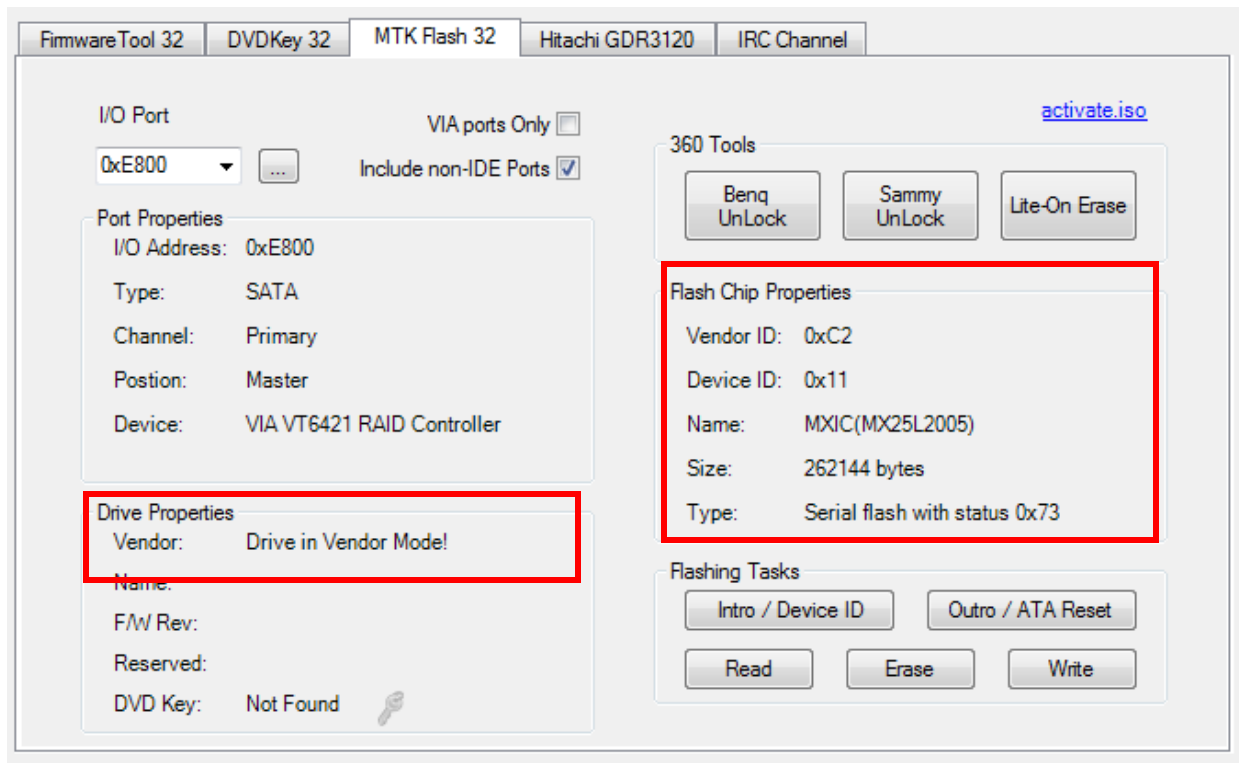 FirmwareTool 32
DVDKey 32
MTK Flash 32
Hitachi GDR3120
IRC Channel
I/O Port
VIA ports Only
0xE800
...
Include non-IDE Ports
Port Properties
I/O Address: 0xE800
Type: SATA
Channel: Primary
Postion: Master
Device: VIA VT6421 RAID Controller
Drive Properties
Vendor: Drive in Vendor Mode!
Name:
F/W Rev:
Reserved:
DVD Key: Not Found
activate.iso
360 Tools
Benq
UnLock
Sammy
UnLock
Lite-On Erase
Flash Chip Properties
Vendor ID: 0xC2
Device ID: 0x11
Name: MXIC(MX25L2005)
Size: 262144 bytes
Type: Serial flash with status 0x73
Flashing Tasks
Intro / Device ID
Outro / ATA Reset
Read
Erase
Write